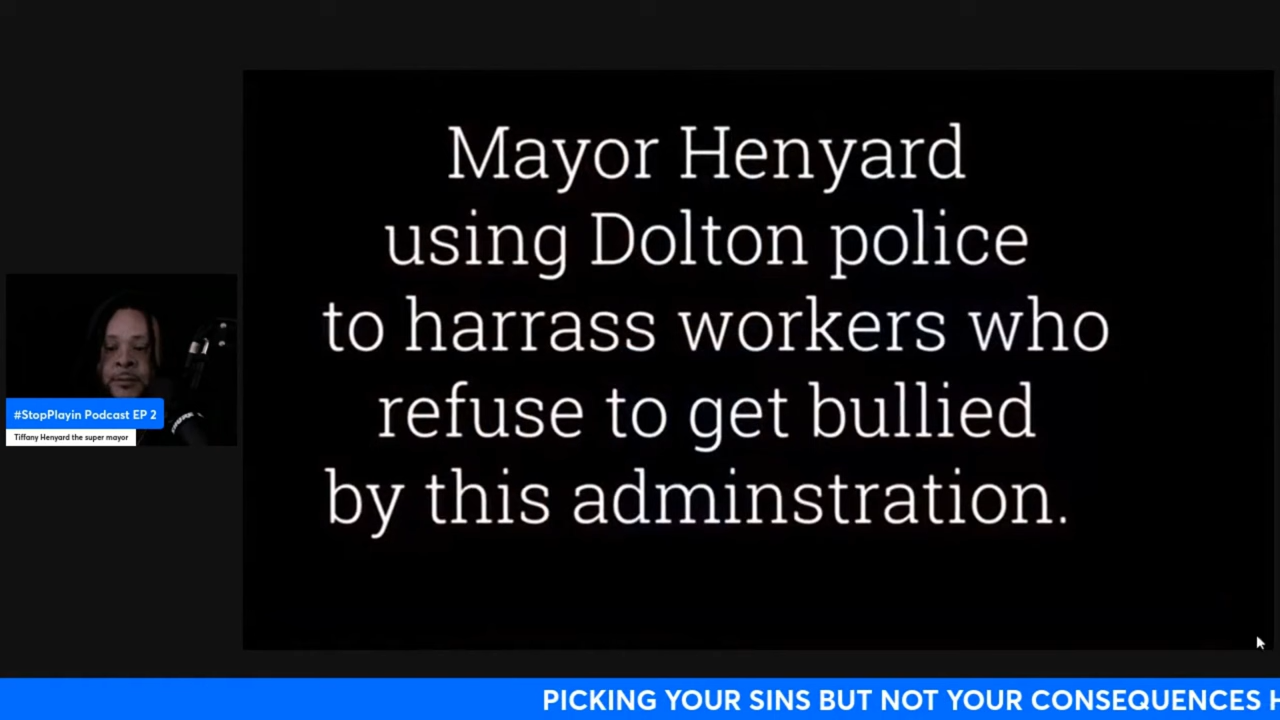 Mayor Henyard
using Dolton police
to harrass workers who
refuse to get bullied
by this adminstration.
#StopPlayin Podcast EP 2
Tiffany Henyard the super mayor
PICKING YOUR SINS BUT NOT YOUR CONSEQUENCES